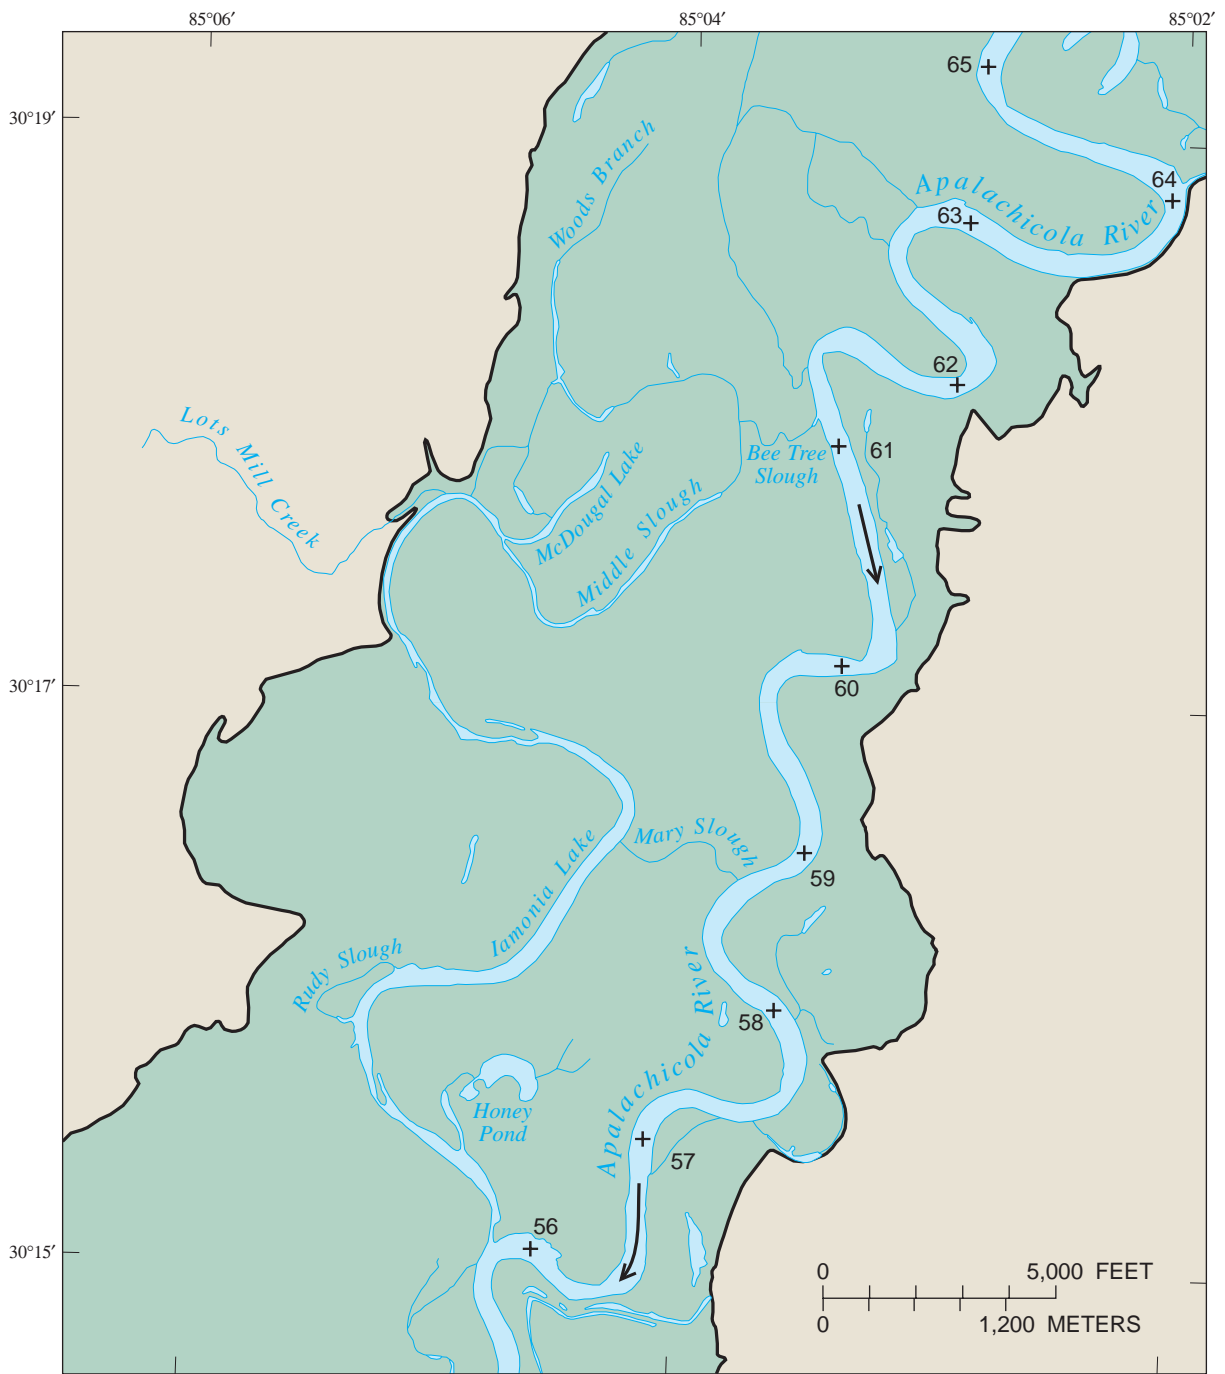 85°06′
85°04′
85°02′
65
30°19′
Woods Branch
64
Apalachicola River
63
62
Lots Mill Creek
Bee Tree
Slough
61
McDougal Lake
Middle Slough
30°17′
60
Mary Slough
59
Iamonia Lake
Rudy Slough
Apalachicola River
58
Honey
Pond
57
56
30°15′
0 5,000 FEET
0 1,200 METERS